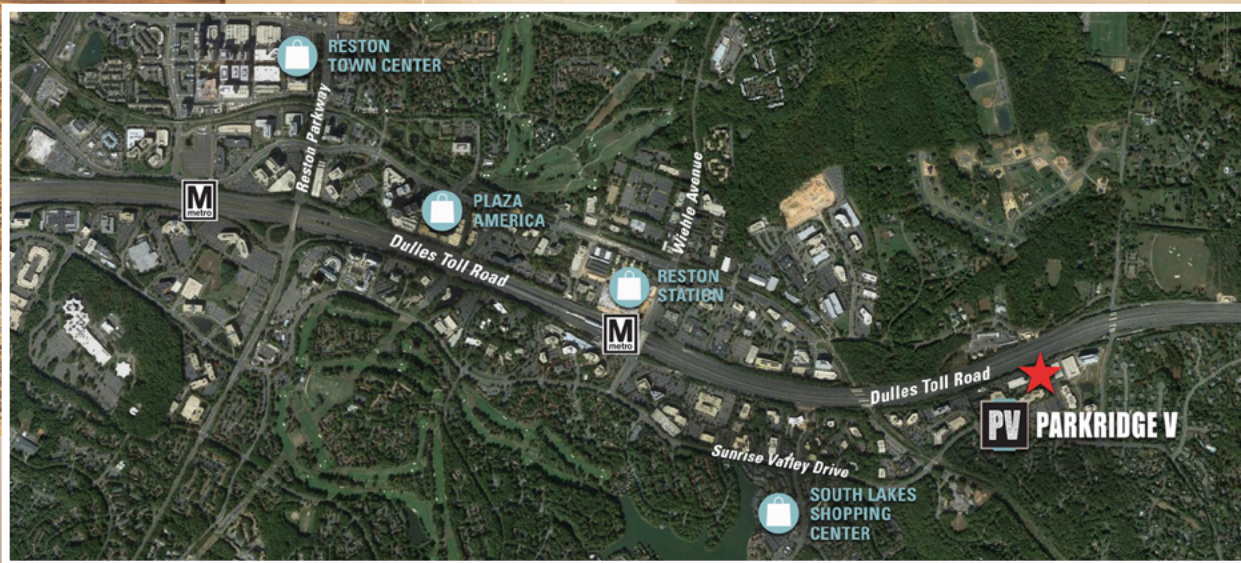 RESTON
TOWN CENTER
Reston Parkway
M
metro
PLAZA
AMERICA
Wiehle Avenue
Dulles Toll Road
RESTON
STATION
M
metro
Dulles Toll Road
PV PARKRIDGE V
Sunrise Valley Drive
SOUTH LAKES
SHOPPING
CENTER